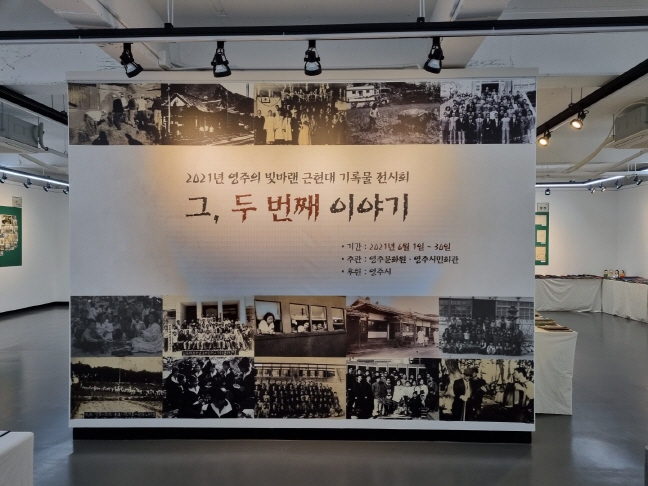 2021년 영주의 빛바랜 근현대 기록물 전시회
그, 두 번째 이야기
• 기간 : 2021년 6월 1일 - 30일
• 주관 : 영주문화원 · 영주시민회관
• 후원 : 영주시